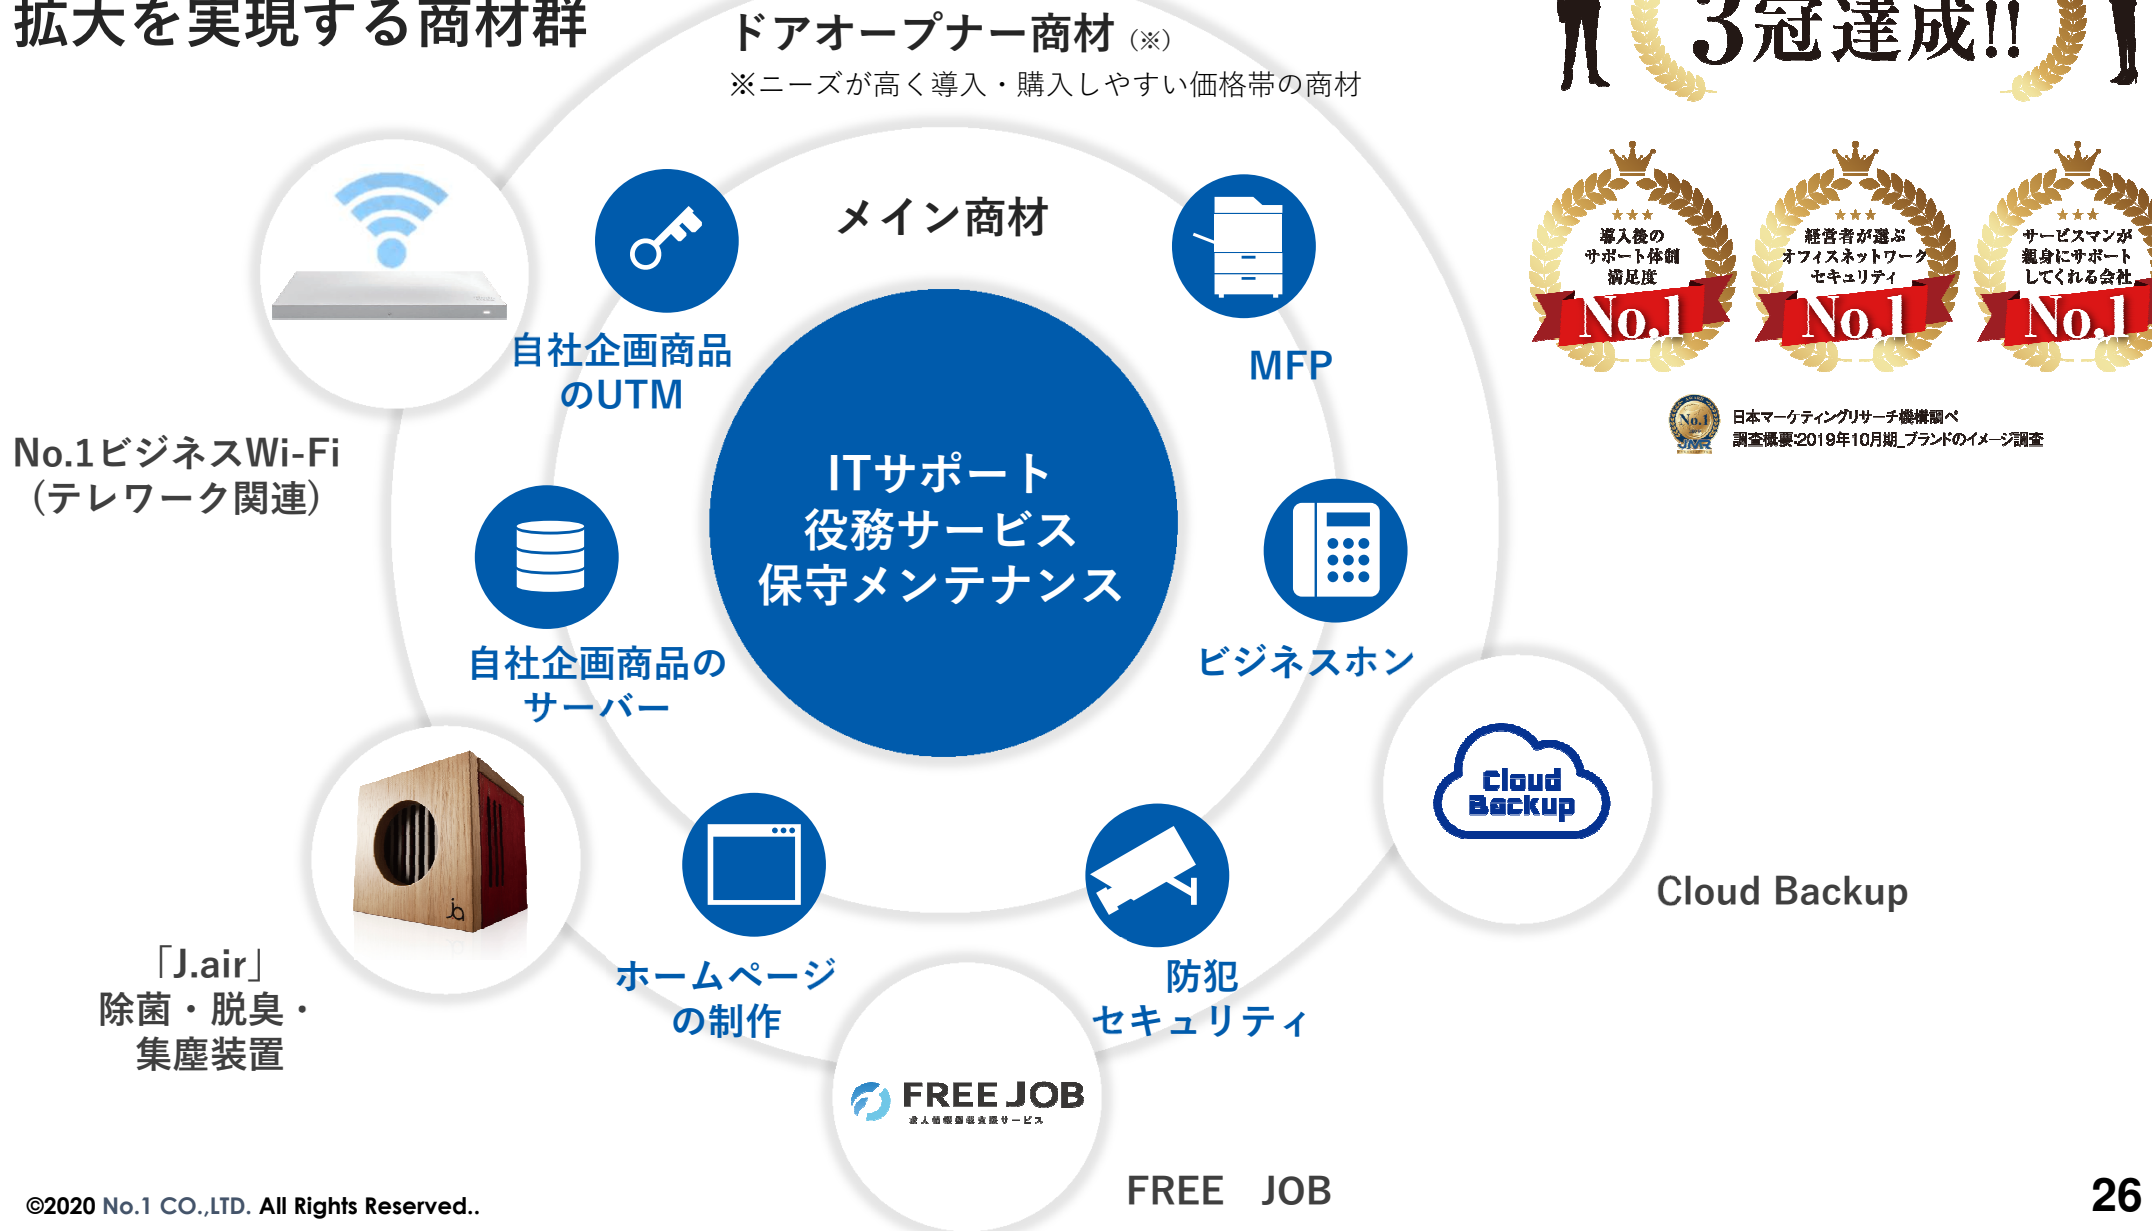 拡大を実現する商材群
ドアオープナー商材（※）
※ニーズが高く導入・購入しやすい価格帯の商材
3冠達成!!
メイン商材
自社企画商品
のUTM
MFP
導入後の
サポート体制
満足度
No.1
経営者が選ぶ
オフィスネットワーク
セキュリティ
No.1
サービスマンが
親身にサポート
してくれる会社
No.1
No.1
JMR
日本マーケティングリサーチ機構調べ
調査概要:2019年10月期_ブランドのイメージ調査
No.1ビジネスWi-Fi
（テレワーク関連）
ITサポート
役務サービス
保守メンテナンス
自社企画商品の
サーバー
ビジネスホン
Cloud
Backup
Cloud Backup
ja
「J.air」
除菌・脱臭・
集塵装置
ホームページ
の制作
防犯
セキュリティ
FREE JOB
FREE　JOB
©2020 No.1 CO.,LTD. All Rights Reserved..
26